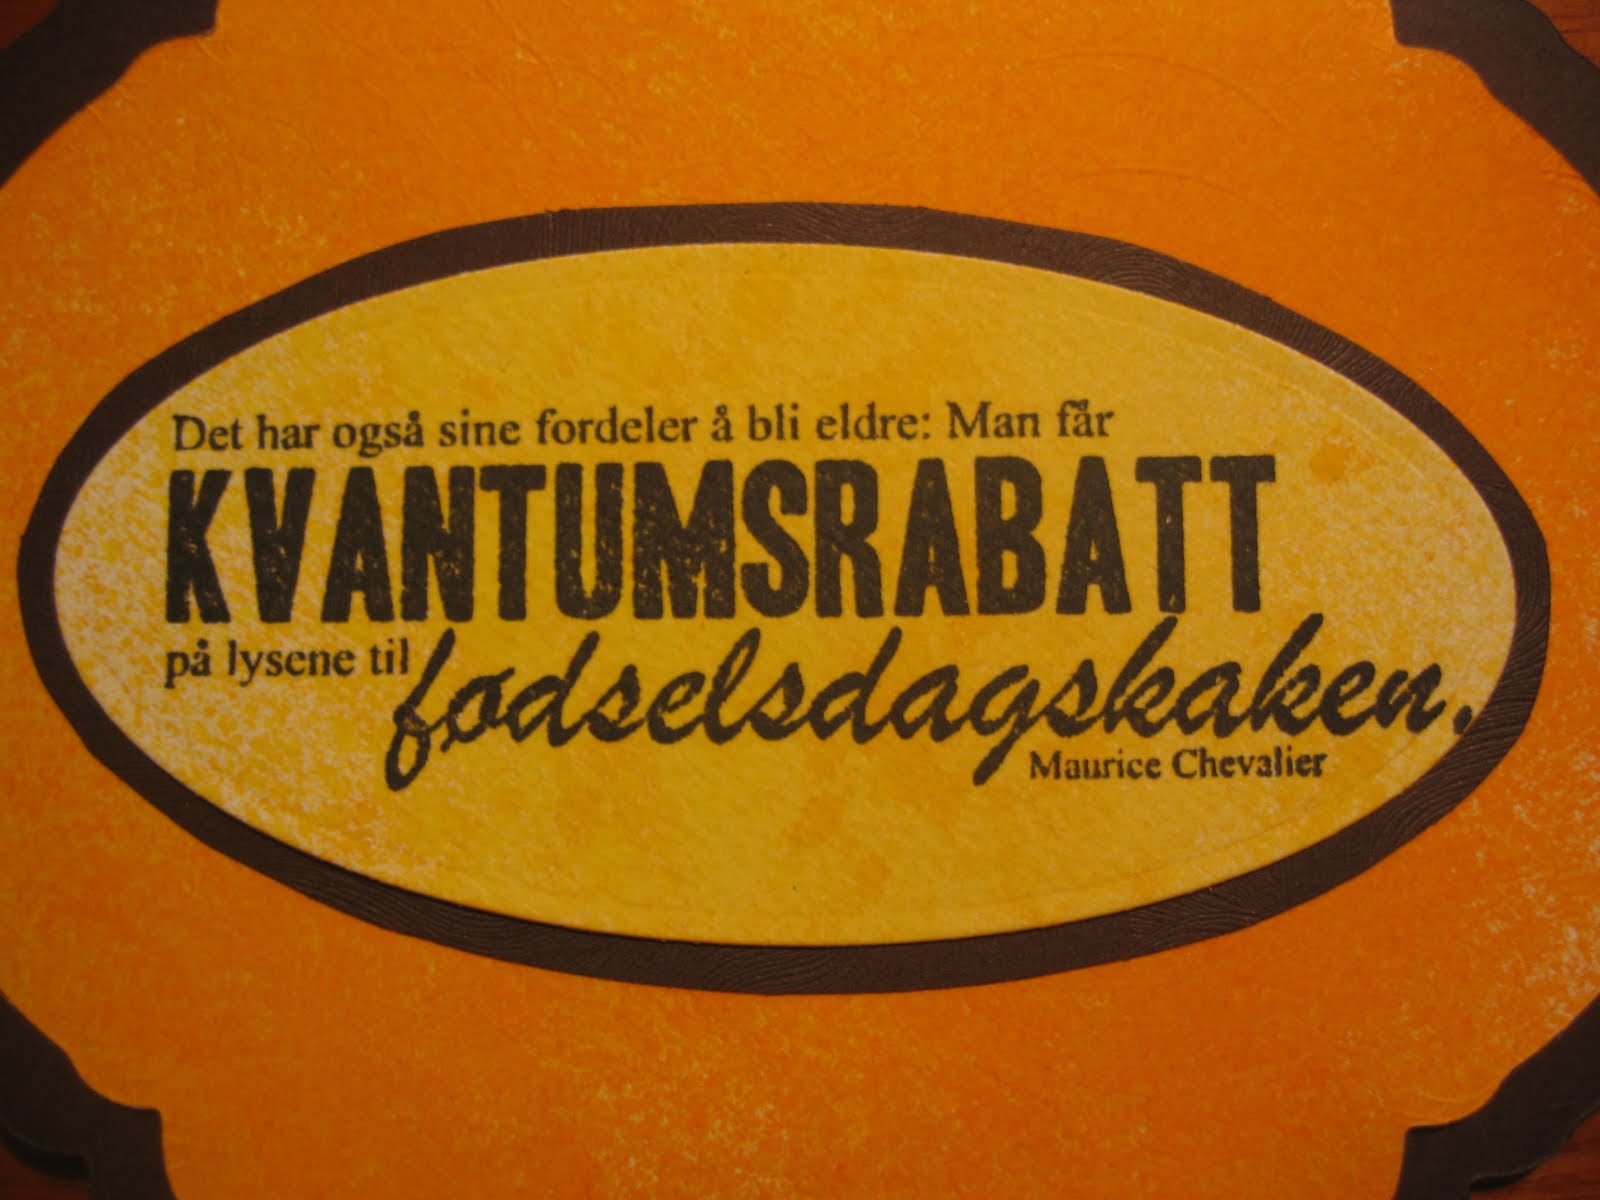 Det har også sine fordeler å bli eldre: Man får
KVANTUMSRABATT
på lysene til fødselsdagskaken.
Maurice Chevalier